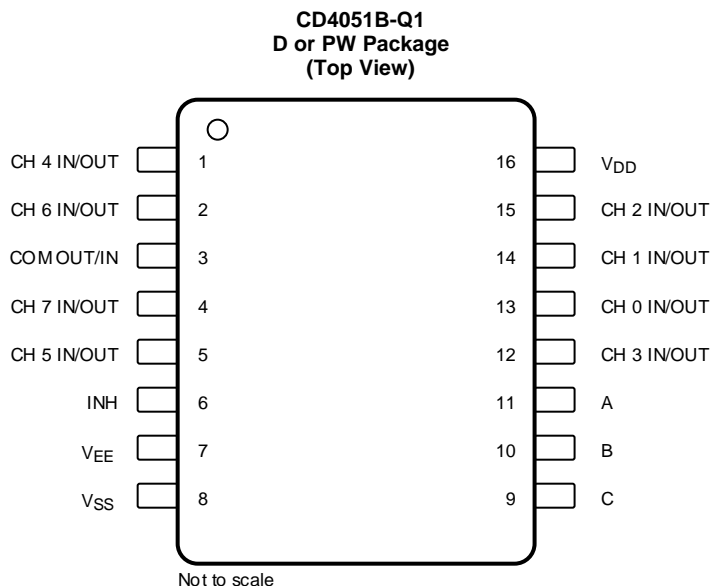 CD4051B-Q1
D or PW Package
(Top View)
CH 4 IN/OUT 1 16 VDD
CH 6 IN/OUT 2 15 CH 2 IN/OUT
COM OUT/IN 3 14 CH 1 IN/OUT
CH 7 IN/OUT 4 13 CH 0 IN/OUT
CH 5 IN/OUT 5 12 CH 3 IN/OUT
INH 6 11 A
VEE 7 10 B
VSS 8 9 C
Not to scale